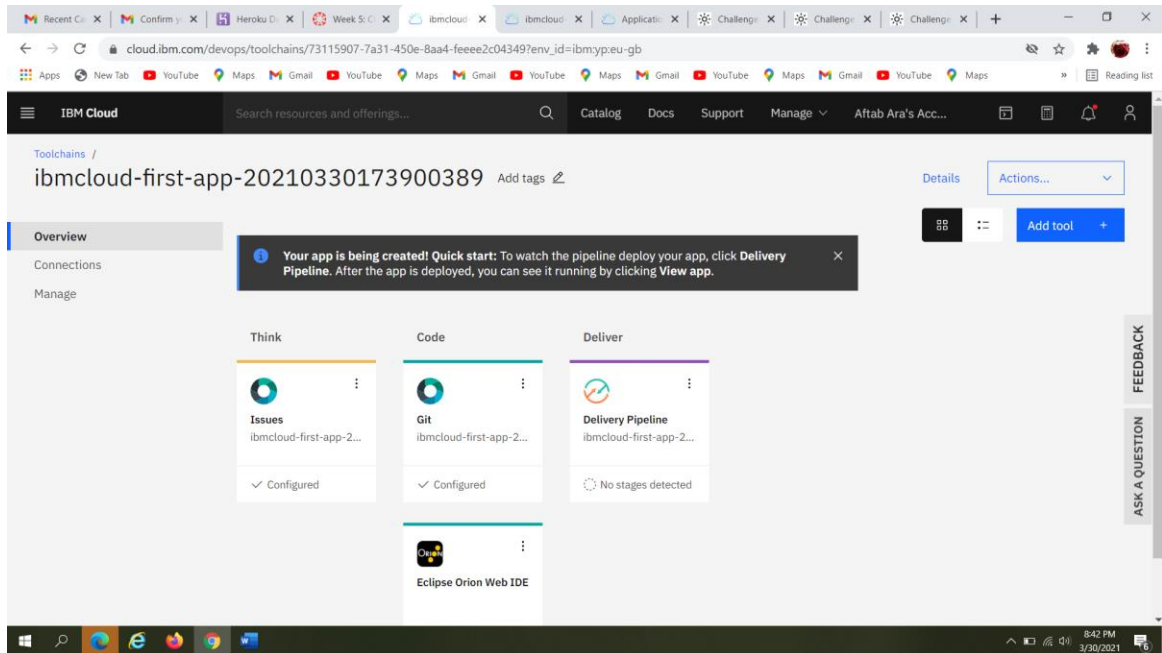 Recent Ca
Confirm y
Heroku D
Week 5: C
ibmcloud
ibmcloud-
Applicatio
Challenge
Challenge
Challenge
cloud.ibm.com/devops/toolchains/73115907-7a31-450e-8aa4-feeee2c04349?env_id=ibm:yp:eu-gb
Apps New Tab YouTube Maps Gmail YouTube Maps Gmail YouTube Maps Gmail YouTube Maps Gmail YouTube Maps » Reading list
IBM Cloud Search resources and offerings... Catalog Docs Support Manage Aftab Ara's Acc...
Toolchains /
ibmcloud-first-app-20210330173900389 Add tags Details Actions...
Add tool +
Overview
Connections
Manage
Your app is being created! Quick start: To watch the pipeline deploy your app, click Delivery
Pipeline. After the app is deployed, you can see it running by clicking View app.
Think Code Deliver
Issues
ibmcloud-first-app-2...
Configured
Git
ibmcloud-first-app-2...
Configured
Delivery Pipeline
ibmcloud-first-app-2...
No stages detected
ORION
Eclipse Orion Web IDE
FEEDBACK
ASK A QUESTION
8:42 PM
3/30/2021